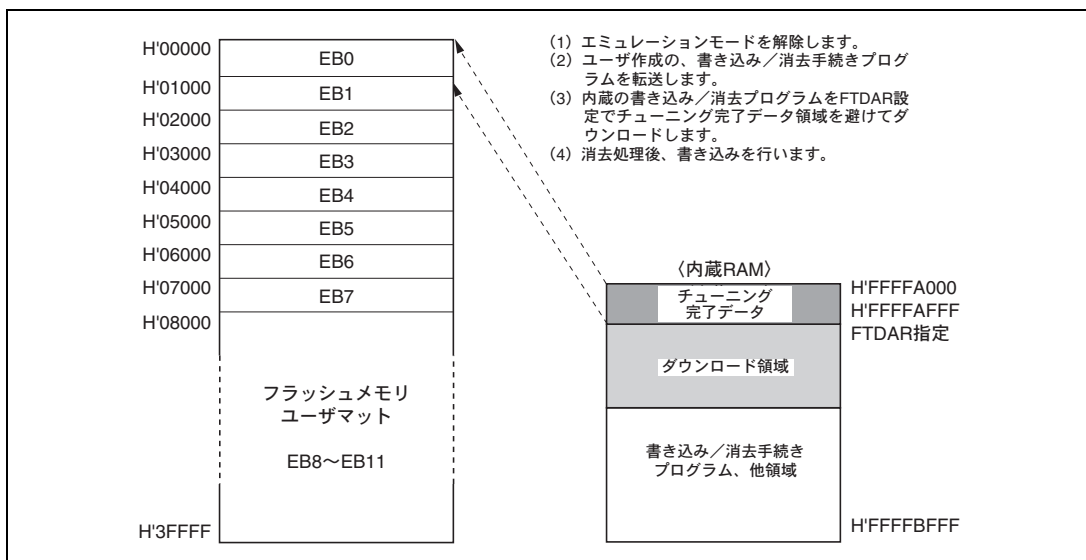 H'00000
EB0
H'01000
EB1
H'02000
EB2
H'03000
EB3
H'04000
EB4
H'05000
EB5
H'06000
EB6
H'07000
EB7
H'08000
フラッシュメモリ
ユーザマット
EB8～EB11
H'3FFFF
(1) エミュレーションモードを解除します。
(2) ユーザ作成の、書き込み／消去手続きプログ
ラムを転送します。
(3) 内蔵の書き込み／消去プログラムをFTDAR設
定でチューニング完了データ領域を避けてダ
ウンロードします。
(4) 消去処理後、書き込みを行います。
〈内蔵RAM〉
チューニング
完了データ
H'FFFFA000
H'FFFFAFFF
FTDAR指定
ダウンロード領域
書き込み／消去手続き
プログラム、他領域
H'FFFFBFFF